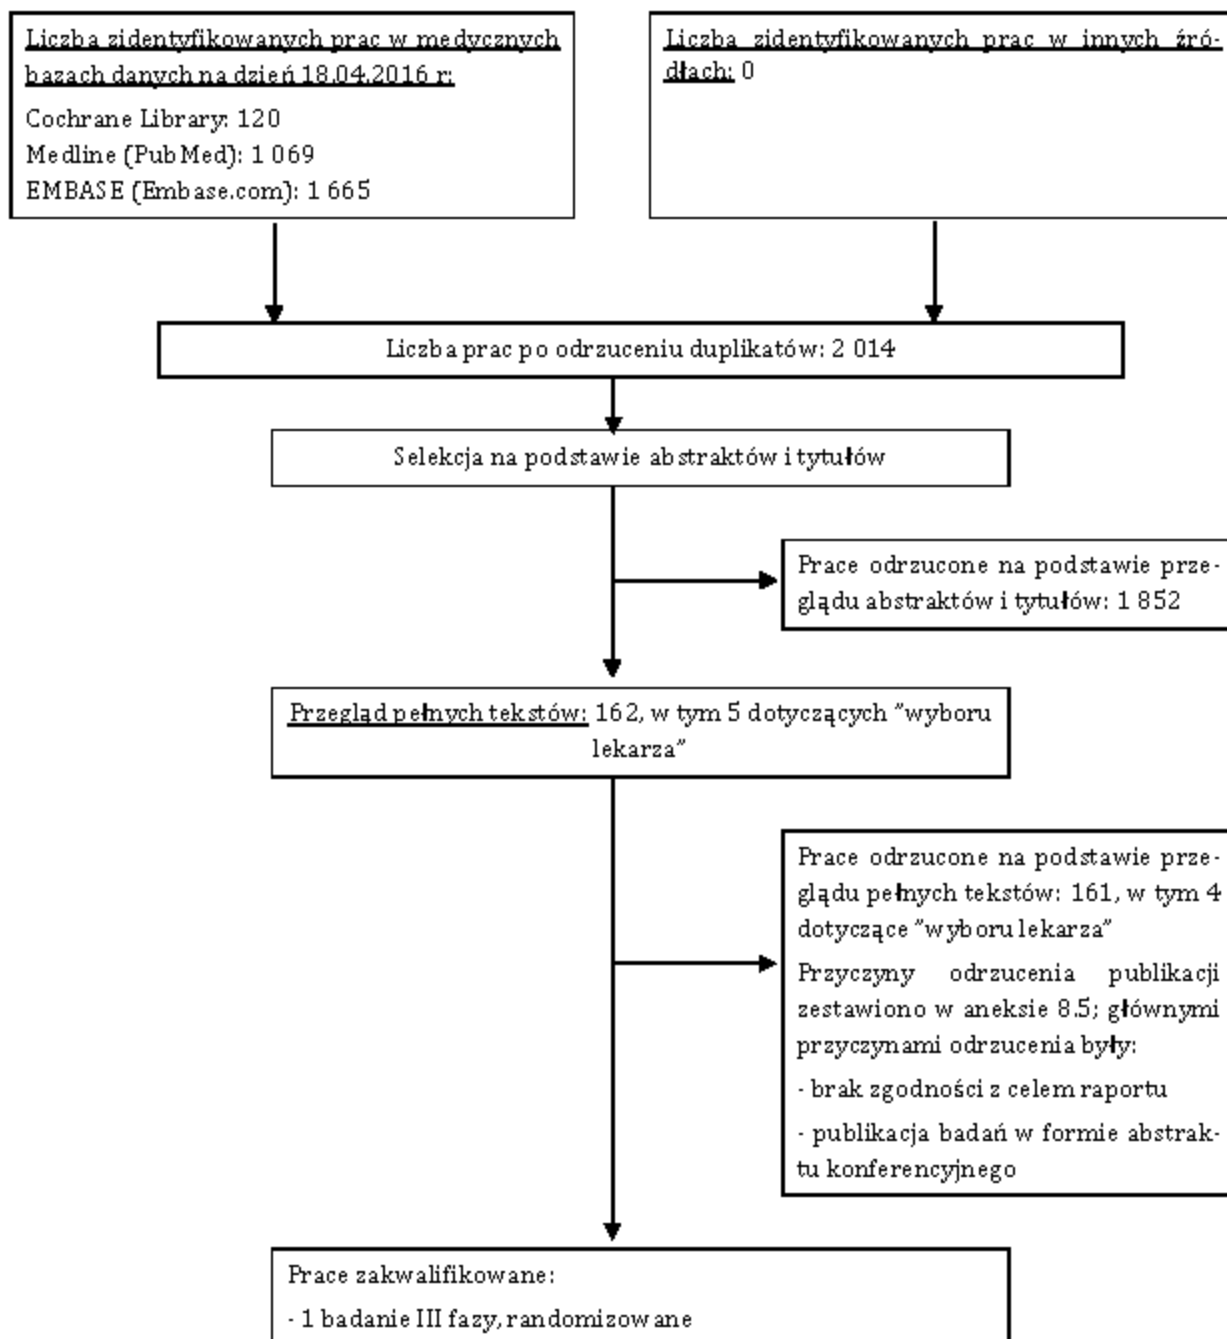 Liczba zidentyfikowanych prac w medycznych
bazach danych na dzień 18.04.2016 r:
Cochrane Library: 120
Medline (PubMed): 1 069
EMBASE (Embase.com): 1 665
Liczba zidentyfikowanych prac w innych źró-
dłach: 0
Liczba prac po odrzuceniu duplikatów: 2 014
Selekcja na podstawie abstraktów i tytułów
Prace odrzucone na podstawie prze-
glądu abstraktów i tytułów: 1 852
Przegląd pełnych tekstów: 162, w tym 5 dotyczących "wyboru
lekarza"
Prace odrzucone na podstawie prze-
glądu pełnych tekstów: 161, w tym 4
dotyczące "wyboru lekarza"
Przyczyny odrzucenia publikacji
zestawiono w aneksie 8.5; głównymi
przyczynami odrzucenia były:
- brak zgodności z celem raportu
- publikacja badań w formie abstrak-
tu konferencyjnego
Prace zakwalifikowane:
- 1 badanie III fazy, randomizowane